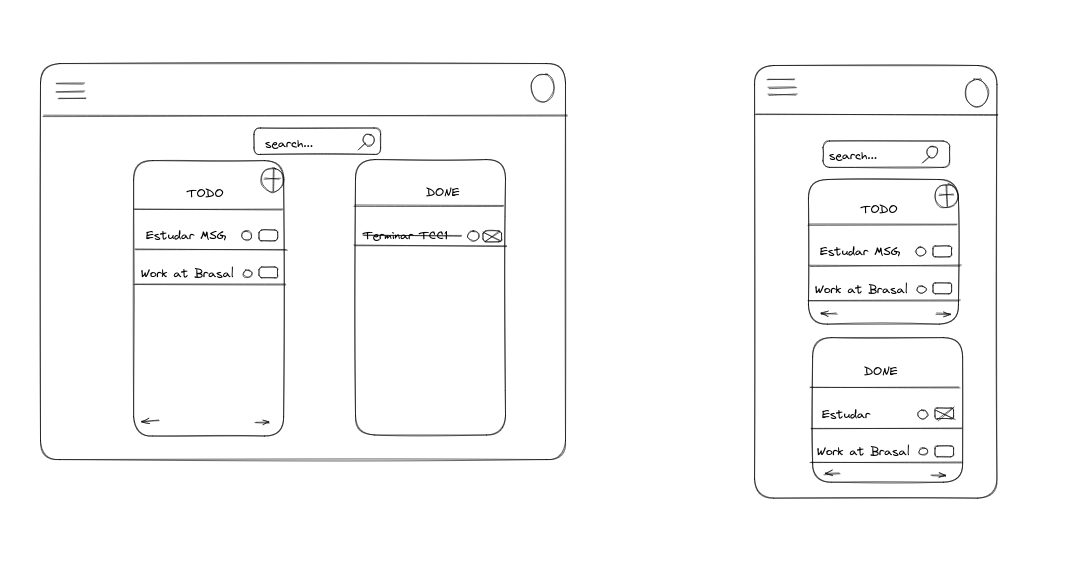 search...
TODO
Estudar MSG
Work at Brasal
DONE
Terminar TCC1
search...
TODO
Estudar MSG
Work at Brasal
DONE
Estudar
Work at Brasal